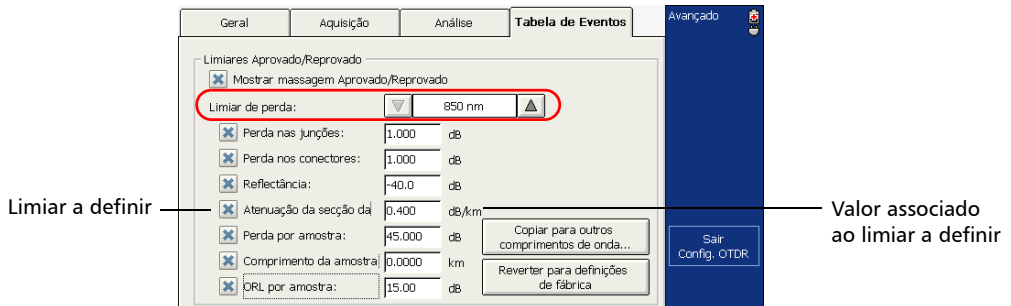 Geral Aquisição Análise Tabela de Eventos
Avançado
Limiares Aprovado/Reprovado
Mostrar massagem Aprovado/Reprovado
Limiar de perda: 850 nm
Perda nas junções: 1.000 dB
Perda nos conectores: 1.000 dB
Reflectância: -40.0 dB
Atenuação da secção da 0.400 dB/km
Perda por amostra: 45.000 dB
Comprimento da amostra 0.0000 km
ORL por amostra: 15.00 dB
Copiar para outros
comprimentos de onda...
Reverter para definições
de fábrica
Sair
Config. OTDR
Limiar a definir
Valor associado
ao limiar a definir